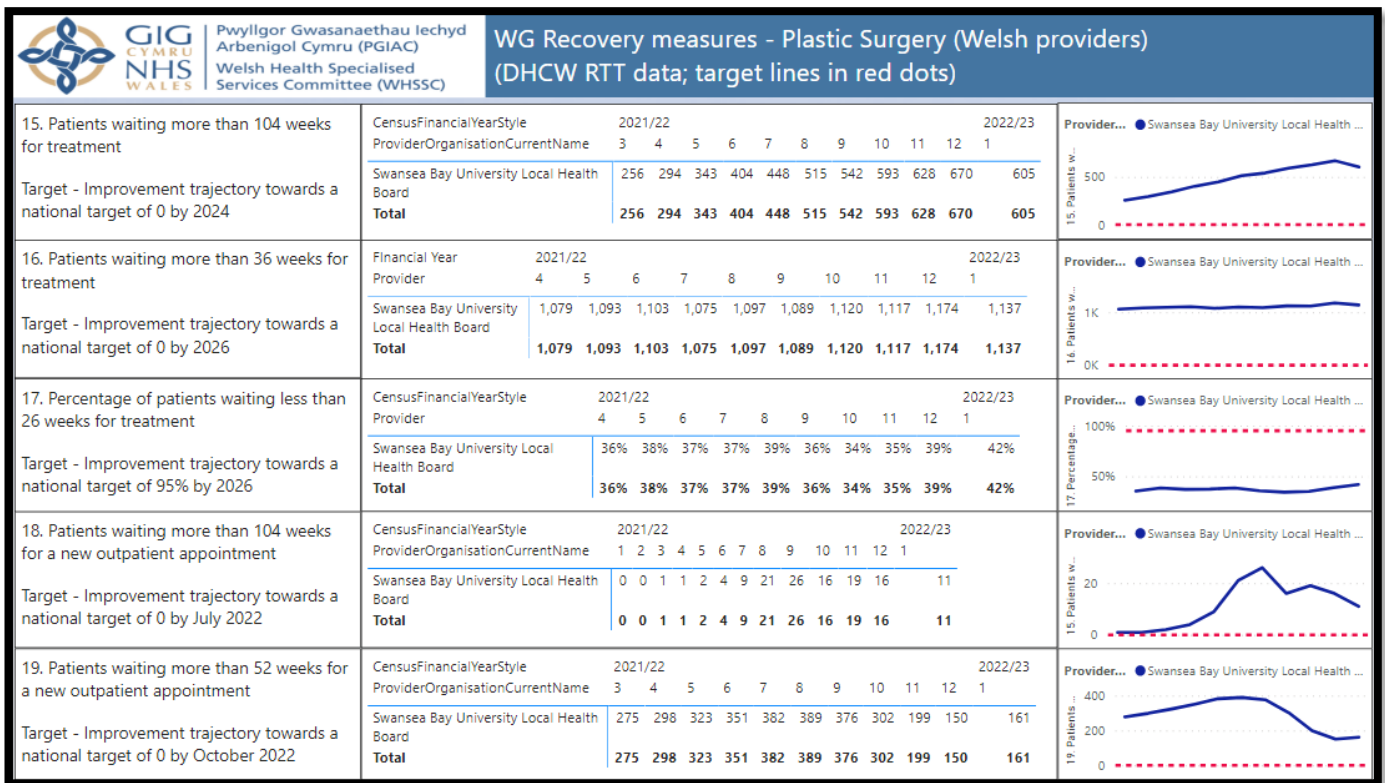 GIG
CYMRU
NHS
WALES
Pwyllgor Gwasanaethau Iechyd
Arbenigol Cymru (PGIAC)
Welsh Health Specialised
Services Committee (WHSSC)
WG Recovery measures - Plastic Surgery (Welsh providers)
(DHCW RTT data; target lines in red dots)
15. Patients waiting more than 104 weeks
for treatment
Target - Improvement trajectory towards a
national target of 0 by 2024
CensusFinancialYearStyle 2021/22 2022/23
ProviderOrganisationCurrentName 3 4 5 6 7 8 9 10 11 12 1
Swansea Bay University Local Health 256 294 343 404 448 515 542 593 628 670 605
Board
Total 256 294 343 404 448 515 542 593 628 670 605
Provider... Swansea Bay University Local Health ...
15. Patients w...
500
0
16. Patients waiting more than 36 weeks for
treatment
Target - Improvement trajectory towards a
national target of 0 by 2026
Financial Year 2021/22 2022/23
Provider 4 5 6 7 8 9 10 11 12 1
Swansea Bay University 1,079 1,093 1,103 1,075 1,097 1,089 1,120 1,117 1,174 1,137
Local Health Board
Total 1,079 1,093 1,103 1,075 1,097 1,089 1,120 1,117 1,174 1,137
Provider... Swansea Bay University Local Health ...
16. Patients w...
1K
0K
17. Percentage of patients waiting less than
26 weeks for treatment
Target - Improvement trajectory towards a
national target of 95% by 2026
CensusFinancialYearStyle 2021/22 2022/23
Provider 4 5 6 7 8 9 10 11 12 1
Swansea Bay University Local 36% 38% 37% 37% 39% 36% 34% 35% 39% 42%
Health Board
Total 36% 38% 37% 37% 39% 36% 34% 35% 39% 42%
Provider... Swansea Bay University Local Health ...
17. Percentage...
100%
50%
18. Patients waiting more than 104 weeks
for a new outpatient appointment
Target - Improvement trajectory towards a
national target of 0 by July 2022
CensusFinancialYearStyle 2021/22 2022/23
ProviderOrganisationCurrentName 1 2 3 4 5 6 7 8 9 10 11 12 1
Swansea Bay University Local Health 0 0 1 1 2 4 9 21 26 16 19 16 11
Board
Total 0 0 1 1 2 4 9 21 26 16 19 16 11
Provider... Swansea Bay University Local Health ...
15. Patients w...
20
0
19. Patients waiting more than 52 weeks for
a new outpatient appointment
Target - Improvement trajectory towards a
national target of 0 by October 2022
CensusFinancialYearStyle 2021/22 2022/23
ProviderOrganisationCurrentName 3 4 5 6 7 8 9 10 11 12 1
Swansea Bay University Local Health 275 298 323 351 382 389 376 302 199 150 161
Board
Total 275 298 323 351 382 389 376 302 199 150 161
Provider... Swansea Bay University Local Health ...
19. Patients ...
400
200
0